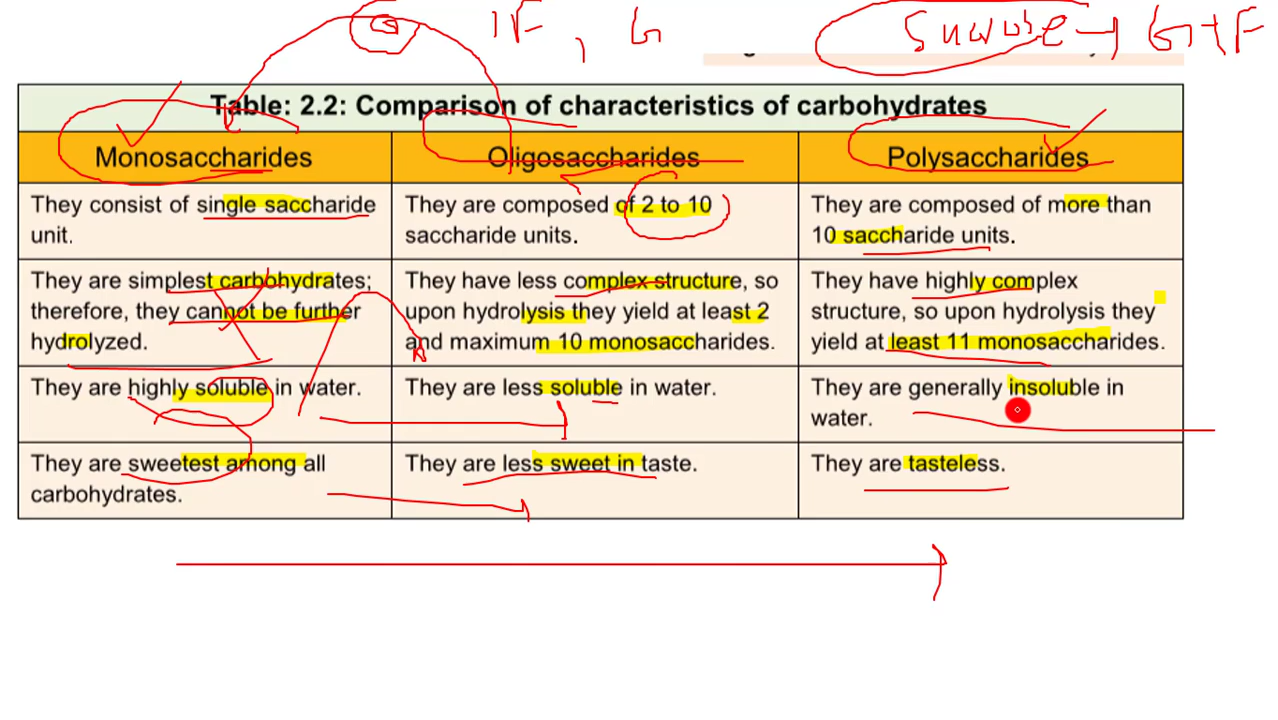 1F , G
Sucrose → G+F
Table: 2.2: Comparison of characteristics of carbohydrates
Monosaccharides
Oligosaccharides
Polysaccharides
They consist of single saccharide
unit.
They are composed of 2 to 10
saccharide units.
They are composed of more than
10 saccharide units.
They are simplest carbohydrates;
therefore, they cannot be further
hydrolyzed.
They have less complex structure, so
upon hydrolysis they yield at least 2
and maximum 10 monosaccharides.
They have highly complex
structure, so upon hydrolysis they
yield at least 11 monosaccharides.
They are highly soluble in water.
They are less soluble in water.
They are generally insoluble in
water.
They are sweetest among all
carbohydrates.
They are less sweet in taste.
They are tasteless.